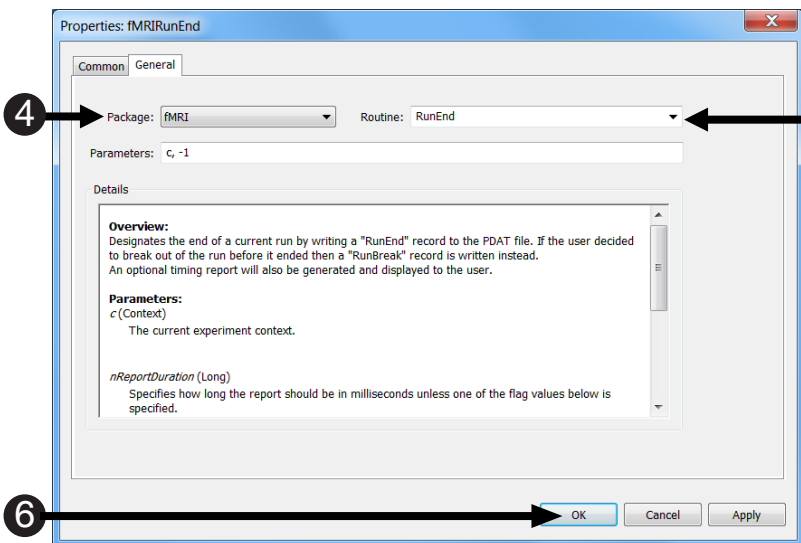 Properties: fMRIRunEnd
X
Common General
4
Package: fMRI Routine: RunEnd
Parameters: c, -1
Details
Overview:
Designates the end of a current run by writing a "RunEnd" record to the PDAT file. If the user decided
to break out of the run before it ended then a "RunBreak" record is written instead.
An optional timing report will also be generated and displayed to the user.
Parameters:
c (Context)
The current experiment context.
nReportDuration (Long)
Specifies how long the report should be in milliseconds unless one of the flag values below is
specified.
6
OK Cancel Apply